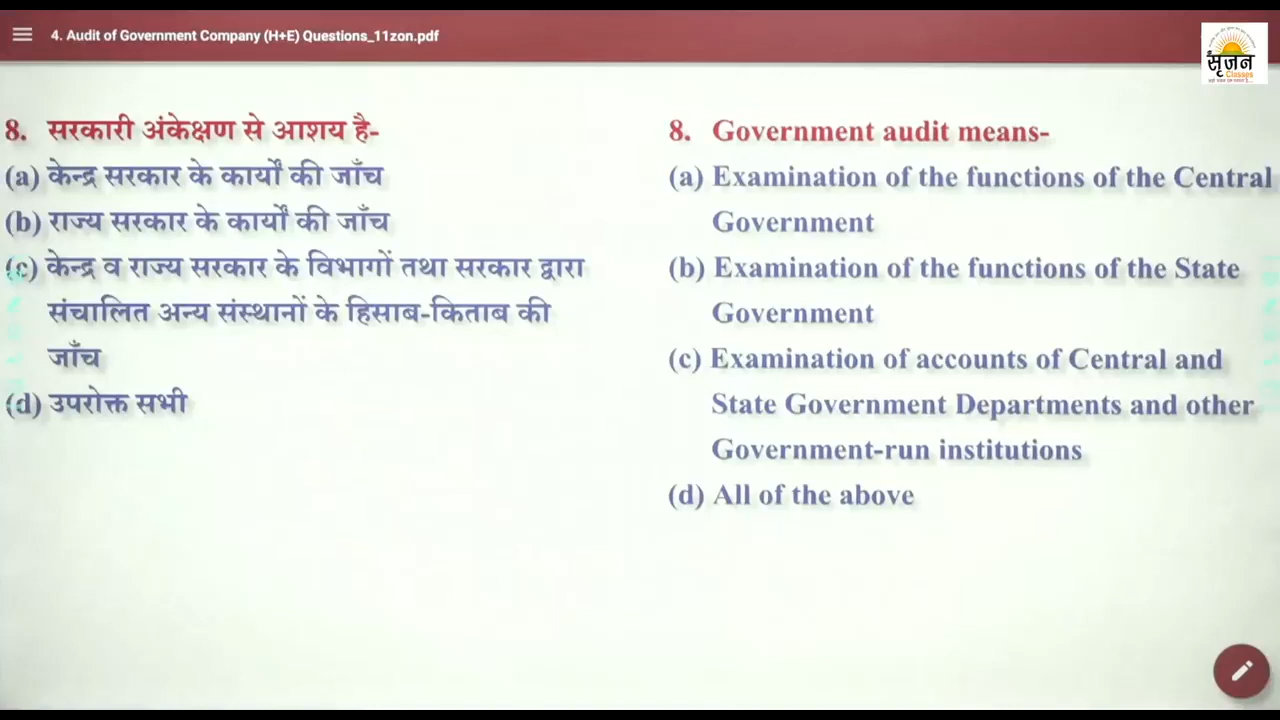 4. Audit of Government Company (H+E) Questions_11zon.pdf
सृजन
Classes
8. सरकारी अंकेक्षण से आशय है-
(a) केन्द्र सरकार के कार्यों की जाँच
(b) राज्य सरकार के कार्यों की जाँच
(c) केन्द्र व राज्य सरकार के विभागों तथा सरकार द्वारा
संचालित अन्य संस्थानों के हिसाब-किताब की
जाँच
(d) उपरोक्त सभी
8. Government audit means-
(a) Examination of the functions of the Central
Government
(b) Examination of the functions of the State
Government
(c) Examination of accounts of Central and
State Government Departments and other
Government-run institutions
(d) All of the above